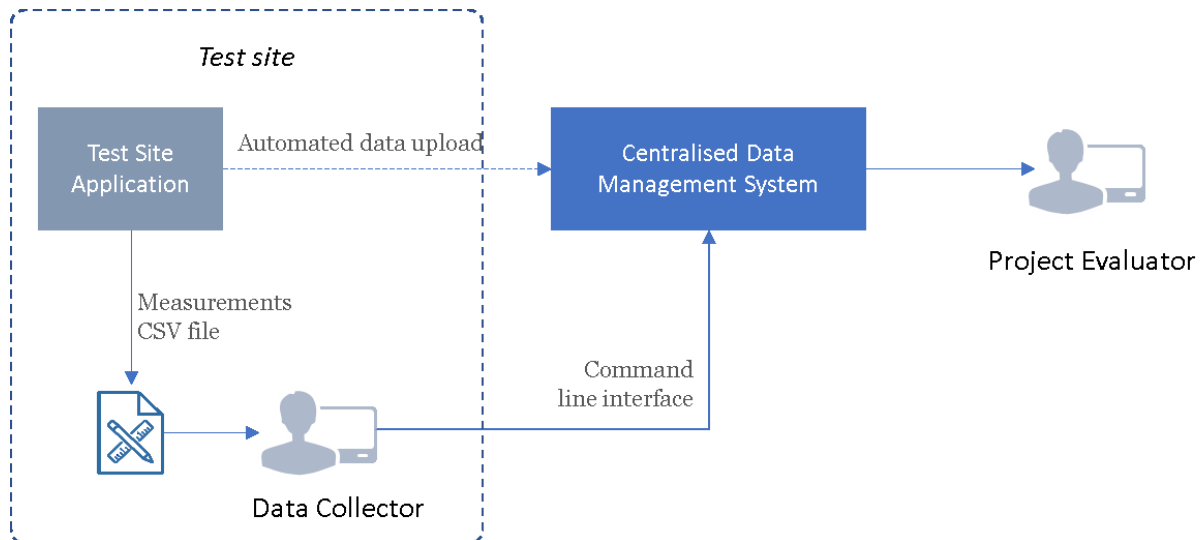 Test site
Test Site
Application
Automated data upload
Centralised Data
Management System
Project Evaluator
Measurements
CSV file
Command
line interface
Data Collector